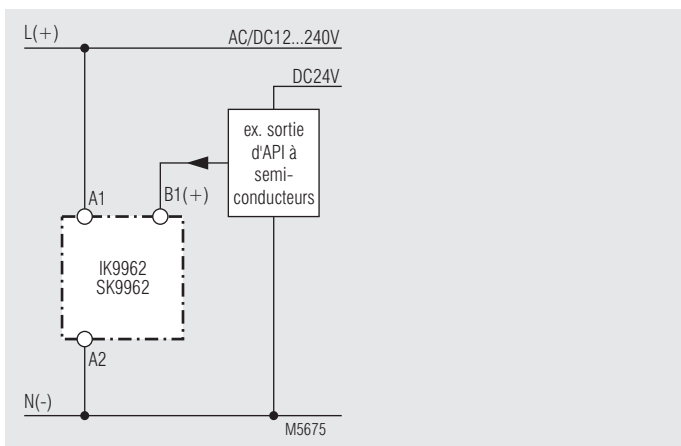 L(+)
AC/DC12...240V
DC24V
ex. sortie
d'API à
semi-
conducteurs
A1
B1(+)
IK9962
SK9962
A2
N(-)
M5675